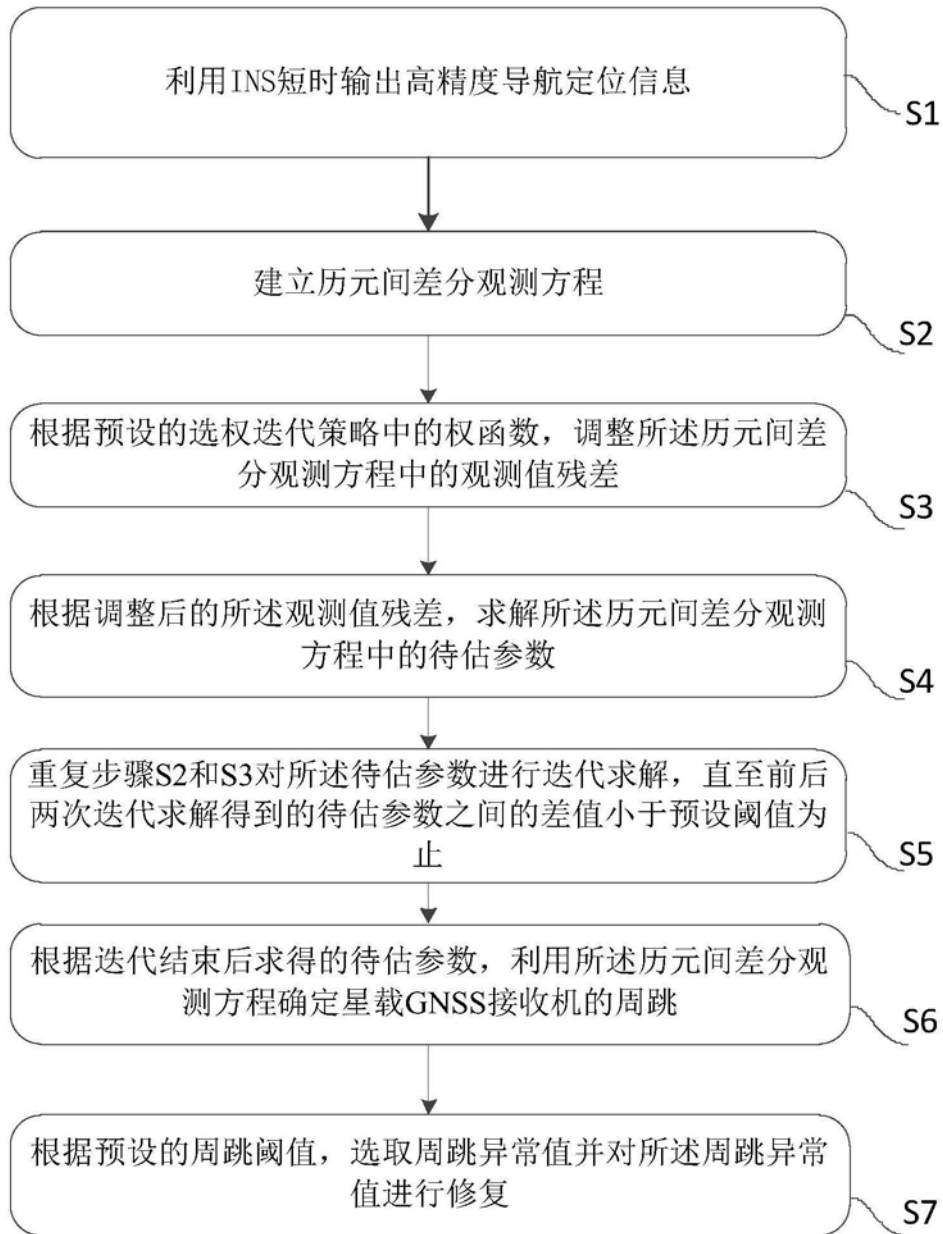 利用INS短时输出高精度导航定位信息
S1
建立历元间差分观测方程
S2
根据预设的选权迭代策略中的权函数，调整所述历元间差
分观测方程中的观测值残差
S3
根据调整后的所述观测值残差，求解所述历元间差分观测
方程中的待估参数
S4
重复步骤S2和S3对所述待估参数进行迭代求解，直至前后
两次迭代求解得到的待估参数之间的差值小于预设阈值为
止
S5
根据迭代结束后求得的待估参数，利用所述历元间差分观
测方程确定星载GNSS接收机的周跳
S6
根据预设的周跳阈值，选取周跳异常值并对所述周跳异常
值进行修复
S7